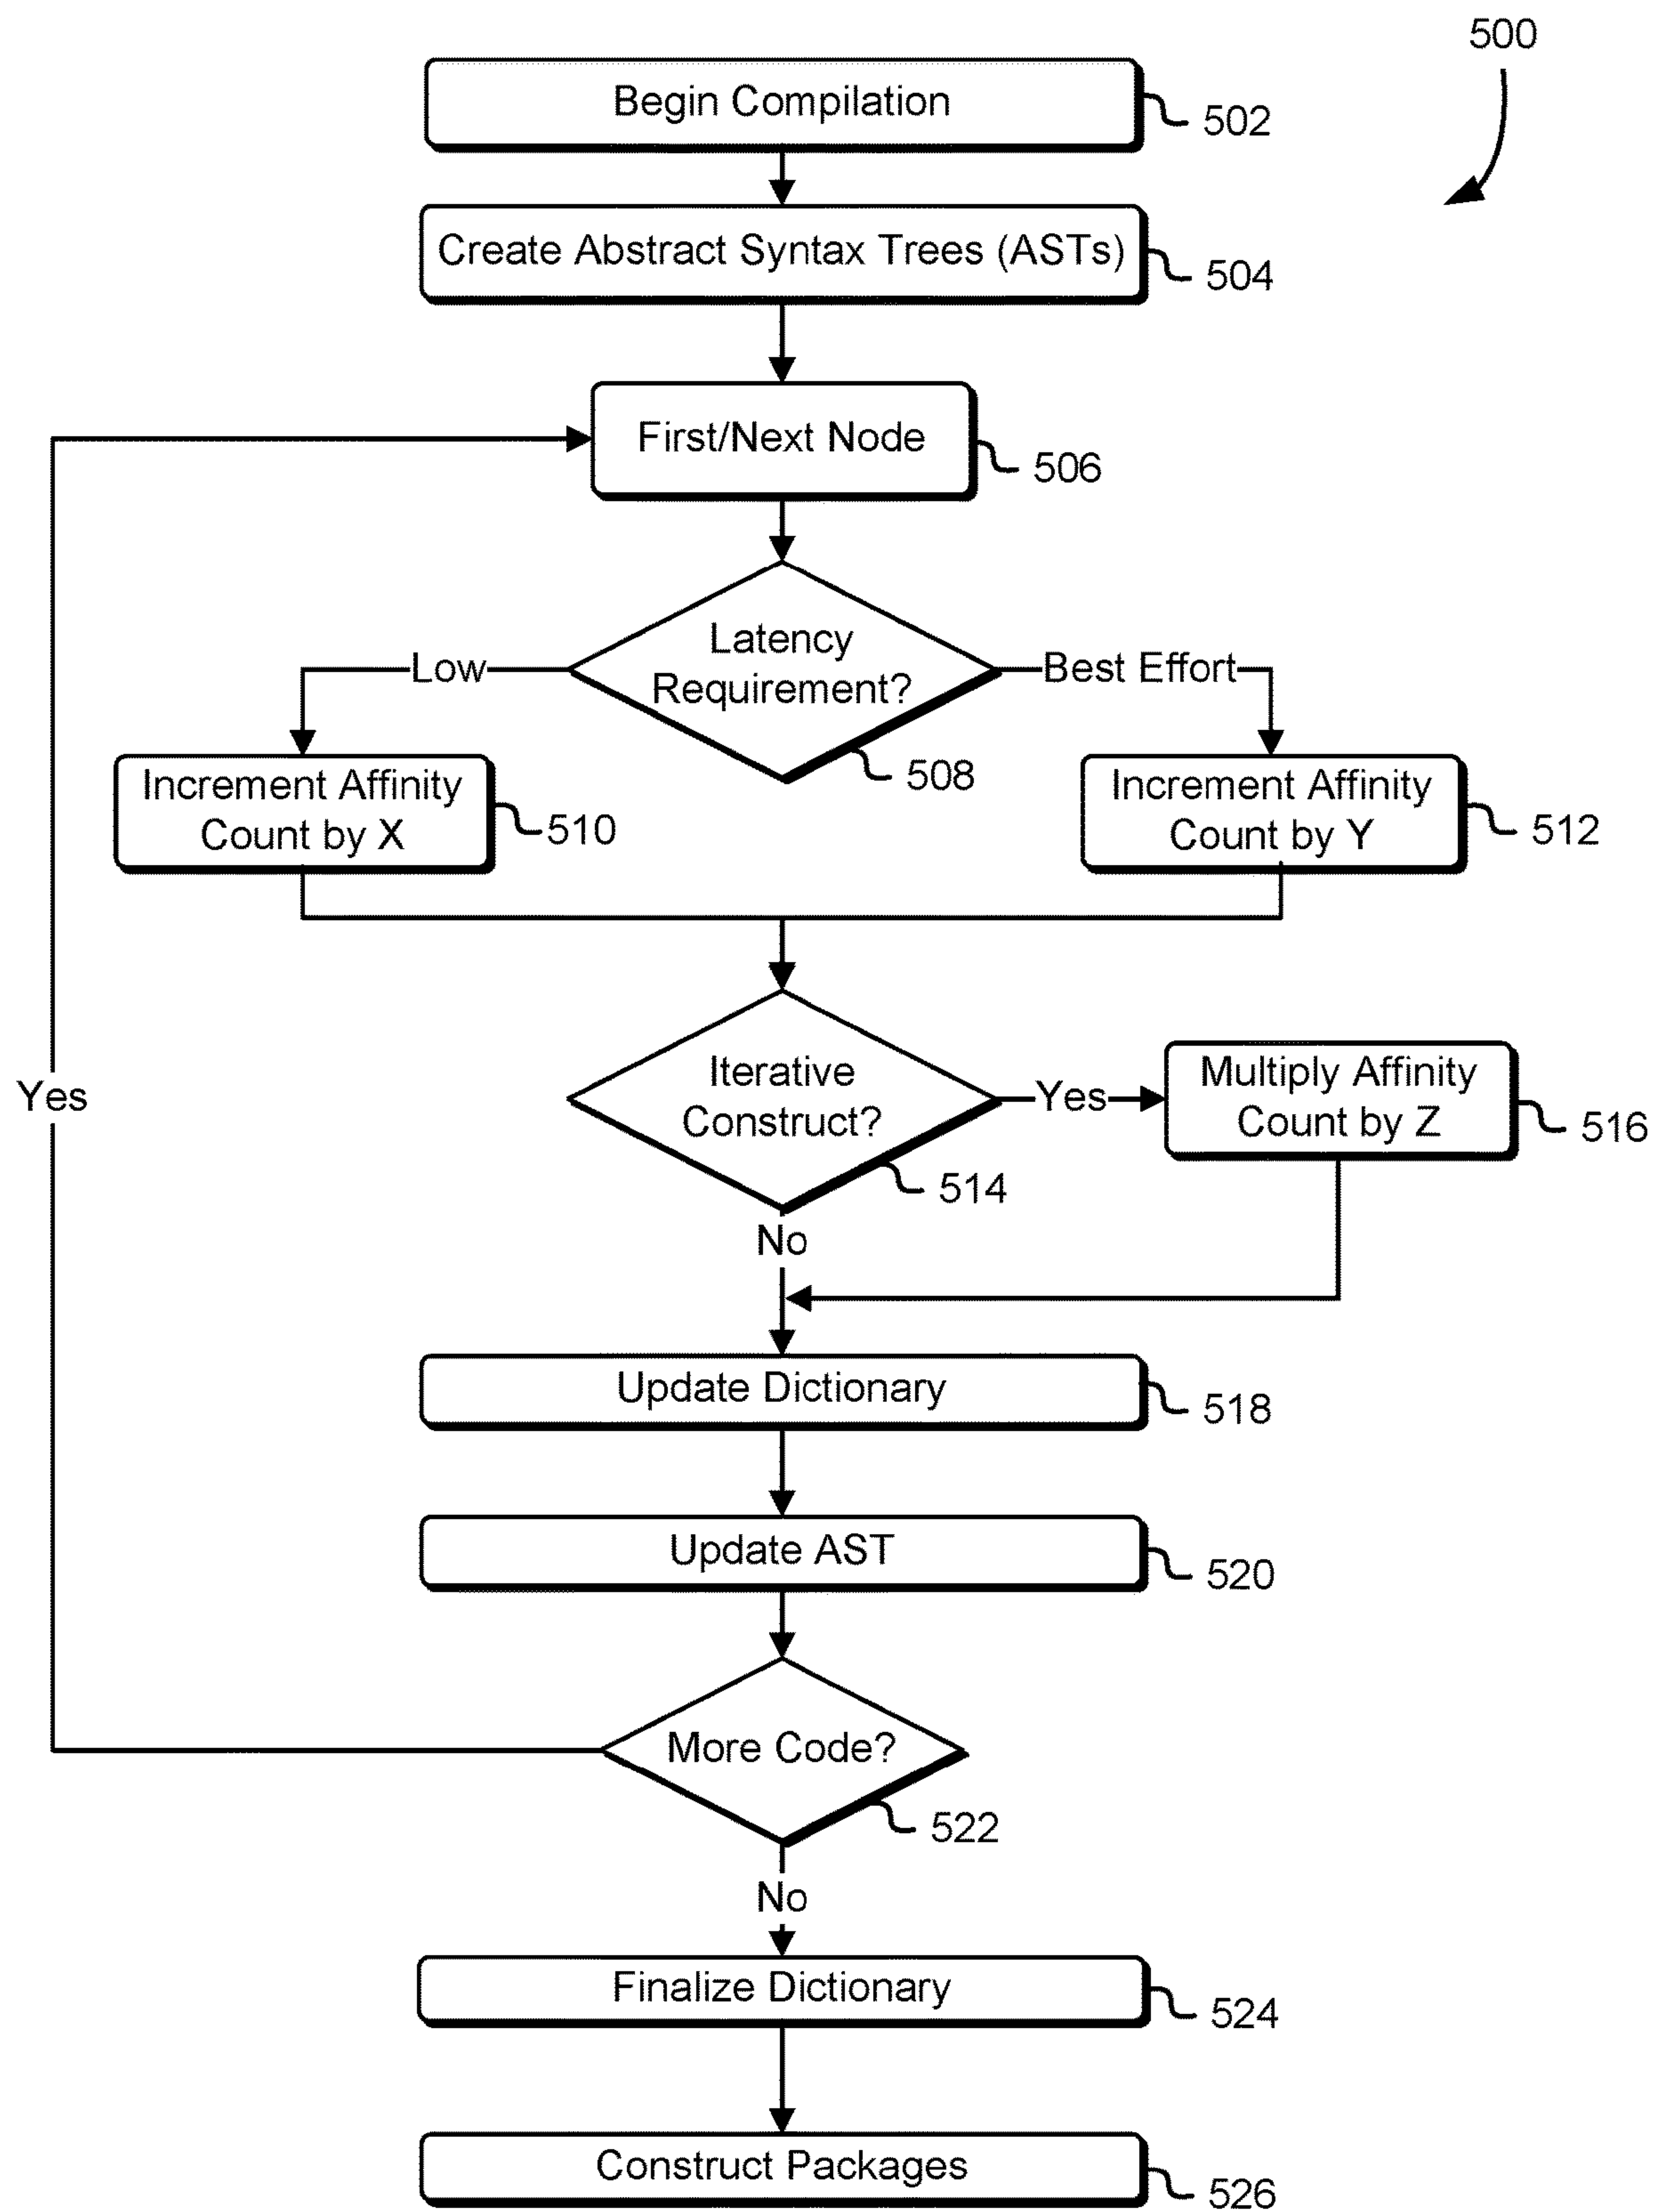 500
Begin Compilation
502
Create Abstract Syntax Trees (ASTs)
504
First/Next Node
506
Latency
Requirement?
508
Low
Best Effort
Increment Affinity
Count by X
510
Increment Affinity
Count by Y
512
Iterative
Construct?
514
Yes
Multiply Affinity
Count by Z
516
Yes
No
Update Dictionary
518
Update AST
520
More Code?
522
No
Finalize Dictionary
524
Construct Packages
526